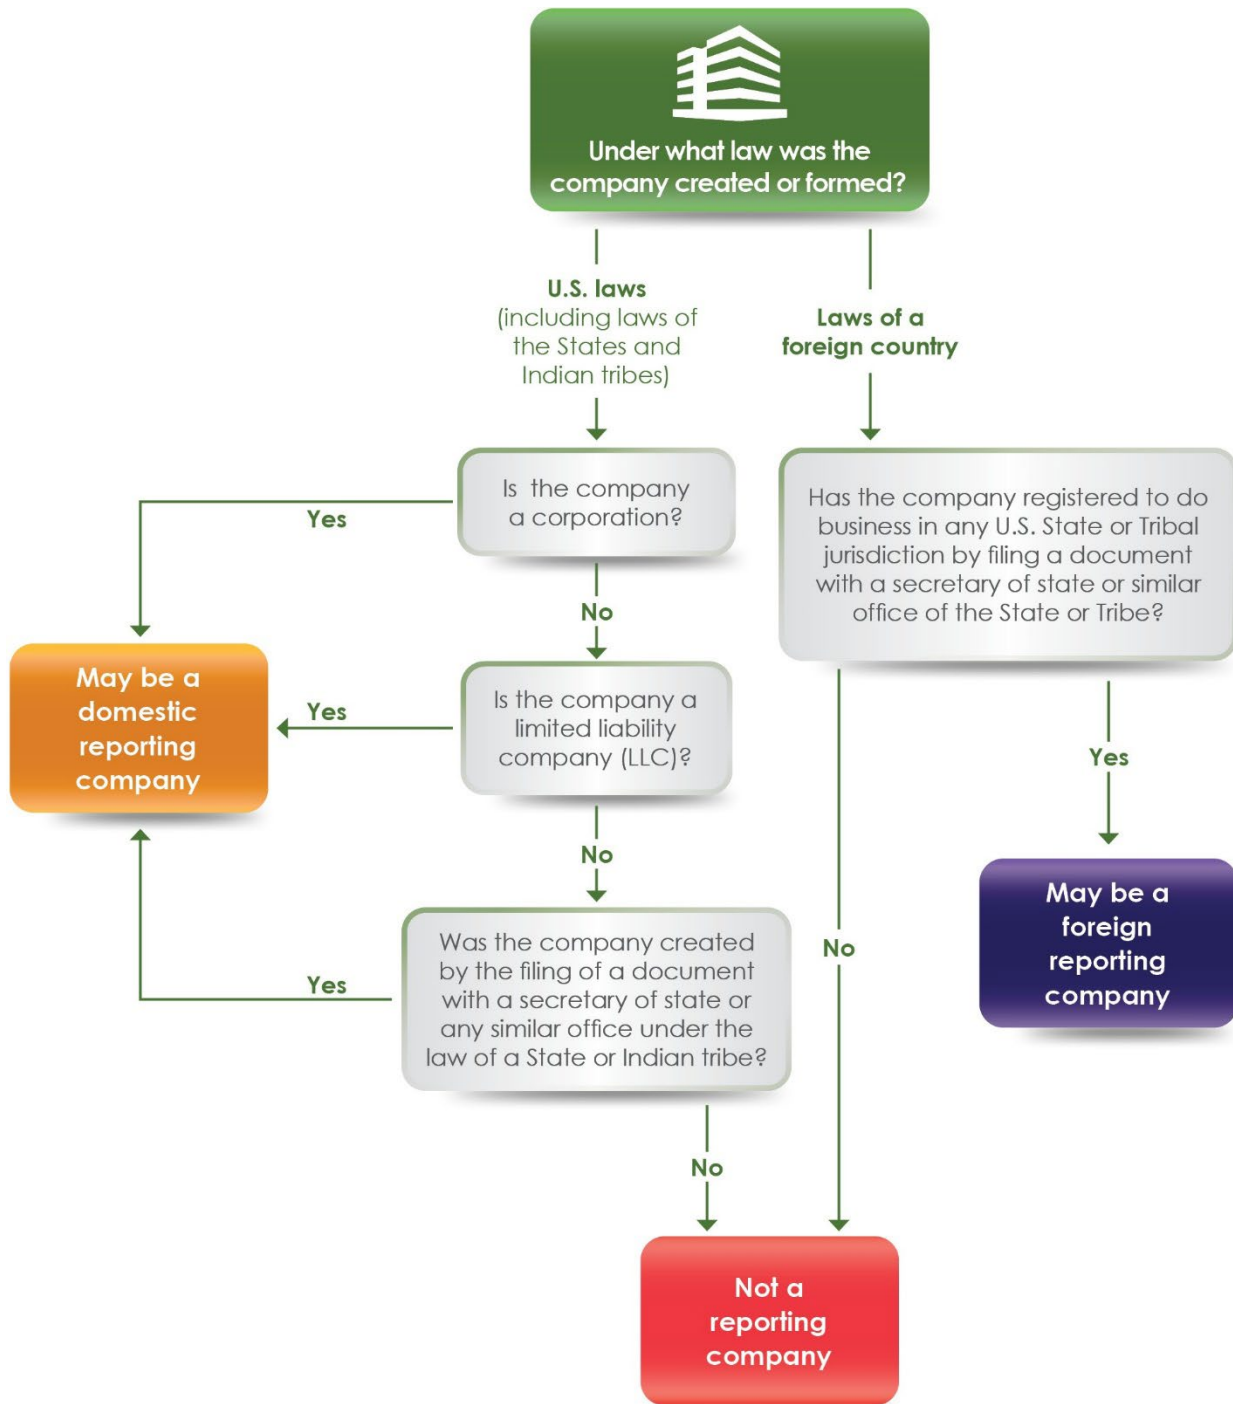 Under what law was the
company created or formed?
U.S. laws
(including laws of
the States and
Indian tribes)
Laws of a
foreign country
Is the company
a corporation?
Has the company registered to do
business in any U.S. State or Tribal
jurisdiction by filing a document
with a secretary of state or similar
office of the State or Tribe?
Yes
No
May be a
domestic
reporting
company
Yes
Is the company a
limited liability
company (LLC)?
Yes
No
May be a
foreign
reporting
company
Was the company created
by the filing of a document
with a secretary of state or
any similar office under the
law of a State or Indian tribe?
Yes
No
No
Not a
reporting
company